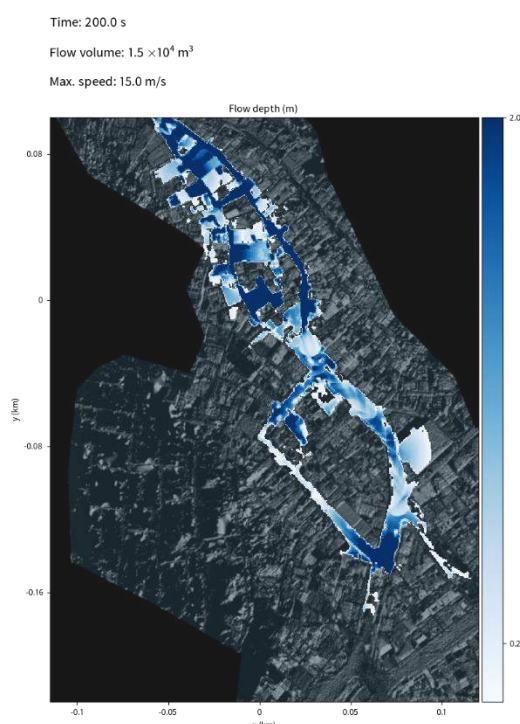 Time: 200.0 s
Flow volume: 1.5 ×10⁴ m³
Max. speed: 15.0 m/s
Flow depth (m)
2.0
0.08
0
y (km)
-0.08
-0.16
0.2
-0.1
-0.05
0
0.05
0.1